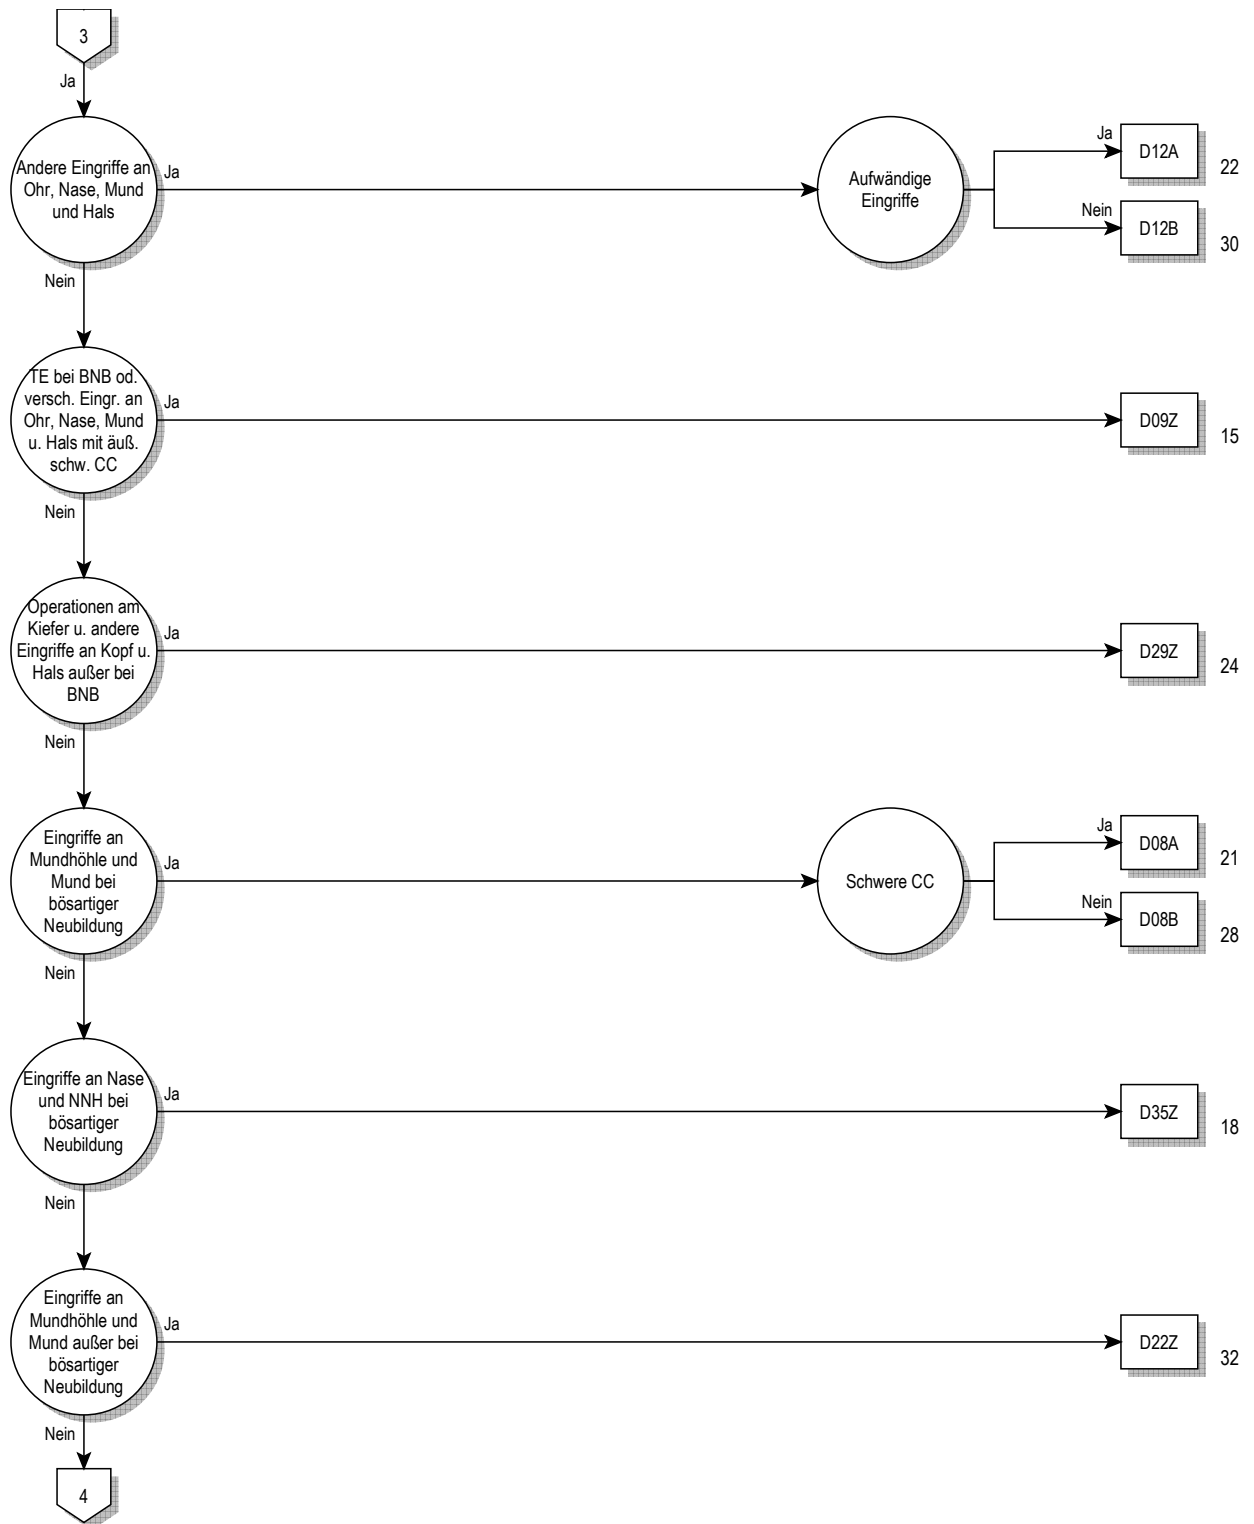 3
Ja
Andere Eingriffe an
Ohr, Nase, Mund
und Hals
Ja
Aufwändige
Eingriffe
Ja
D12A
22
Nein
D12B
30
Nein
TE bei BNB od.
versch. Eingr. an
Ohr, Nase, Mund
u. Hals mit äuß.
schw. CC
Ja
D09Z
15
Nein
Operationen am
Kiefer u. andere
Eingriffe an Kopf u.
Hals außer bei
BNB
Ja
D29Z
24
Nein
Eingriffe an
Mundhöhle und
Mund bei
bösartiger
Neubildung
Ja
Schwere CC
Ja
D08A
21
Nein
D08B
28
Nein
Eingriffe an Nase
und NNH bei
bösartiger
Neubildung
Ja
D35Z
18
Nein
Eingriffe an
Mundhöhle und
Mund außer bei
bösartiger
Neubildung
Ja
D22Z
32
Nein
4